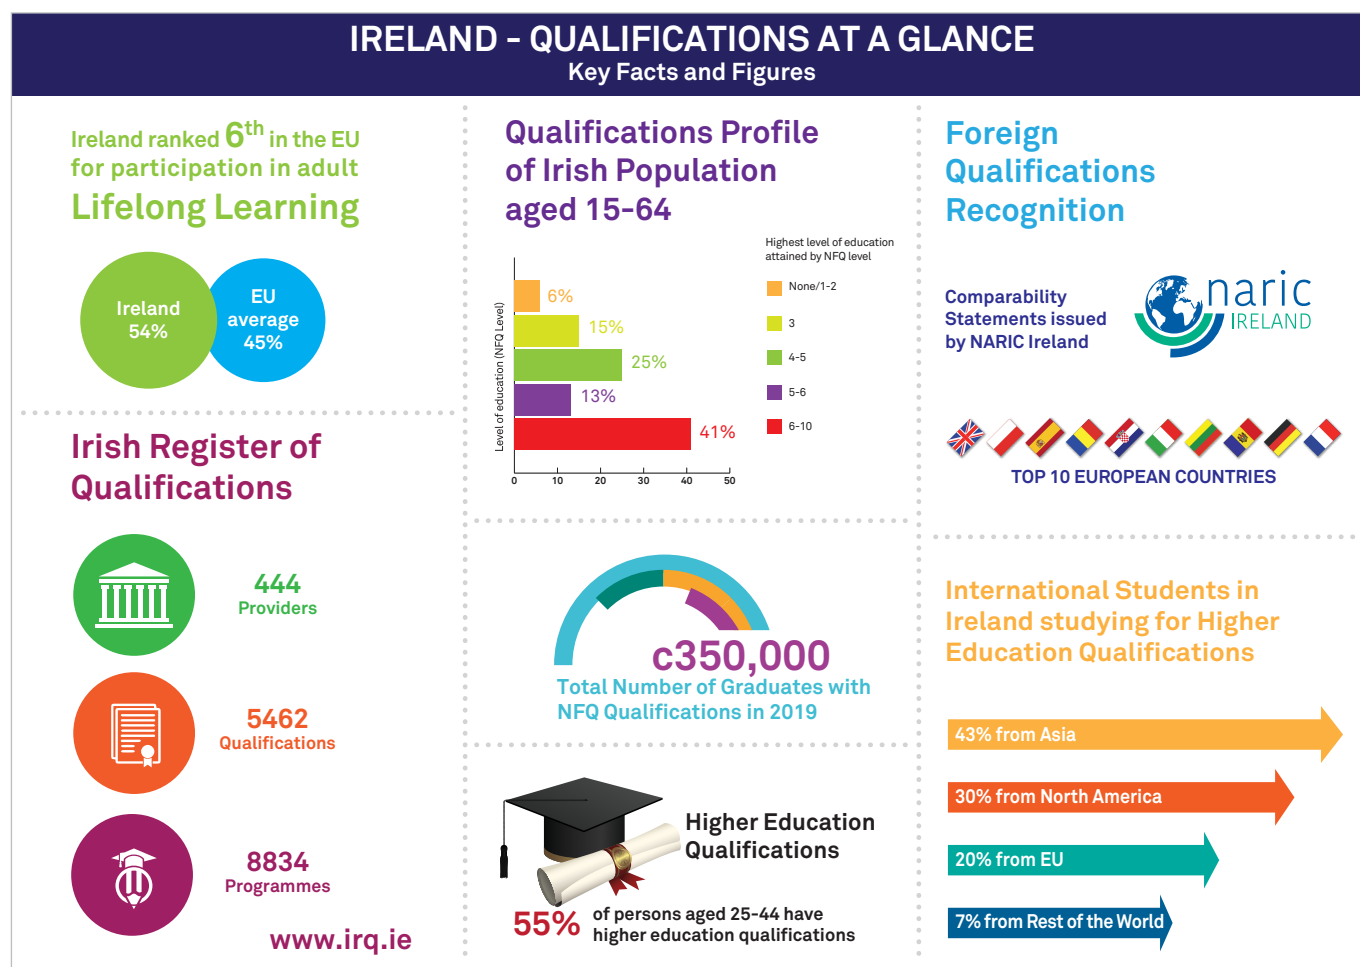 IRELAND - QUALIFICATIONS AT A GLANCE
Key Facts and Figures
Ireland ranked 6th in the EU
for participation in adult
Lifelong Learning
Ireland
54%
EU
average
45%
Irish Register of
Qualifications
444
Providers
5462
Qualifications
8834
Programmes
www.irq.ie
Qualifications Profile
of Irish Population
aged 15-64
Highest level of education
attained by NFQ level
Level of education (NFQ Level)
6%
15%
25%
13%
41%
0 10 20 30 40 50
None/1-2
3
4-5
5-6
6-10
c350,000
Total Number of Graduates with
NFQ Qualifications in 2019
Higher Education
Qualifications
55% of persons aged 25-44 have
higher education qualifications
Foreign
Qualifications
Recognition
Comparability
Statements issued
by NARIC Ireland
naric
IRELAND
TOP 10 EUROPEAN COUNTRIES
International Students in
Ireland studying for Higher
Education Qualifications
43% from Asia
30% from North America
20% from EU
7% from Rest of the World